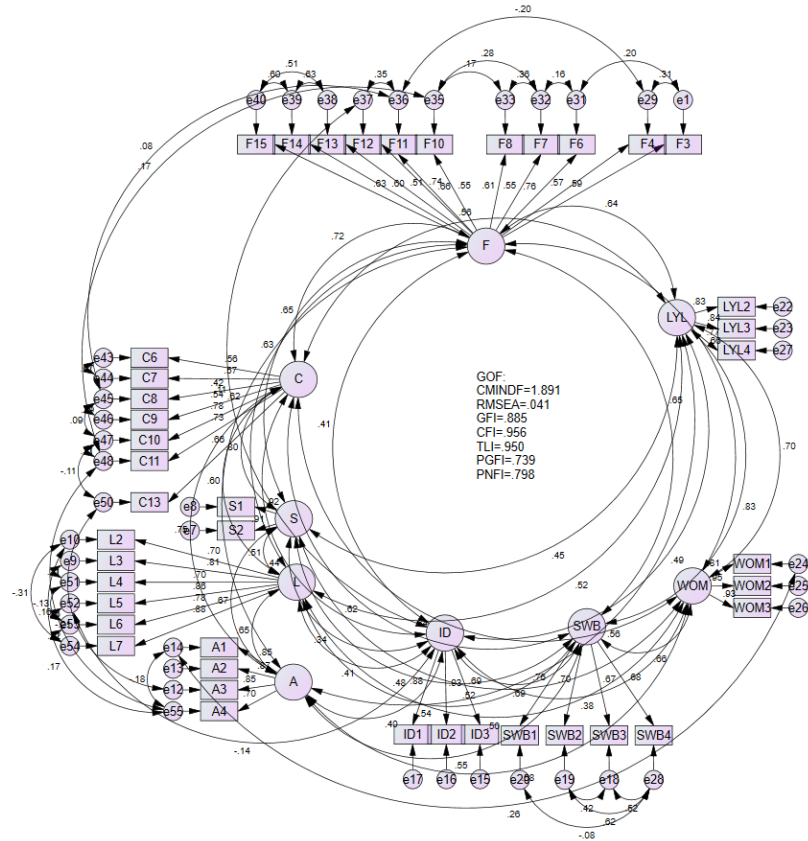 -.20
.51 .28 .20
.60 .63 .35 .17 .36 .16 .31
e40 e39 e38 e37 e36 e35 e33 e32 e31 e29 e1
F15 F14 F13 F12 F11 F10 F8 F7 F6 F4 F3
.08
.17
.63 .60 .51 .74 .66 .55 .61 .55 .76 .57 .59
.56
.64
.72
F
.65
.63
LYL
.83 LYL2 e22
.84 LYL3 e23
LYL4 e27
e43 C6 .56
e44 C7 .57
e45 C8 .42
.54
e46 C9 .78
e47 C10 .73
e48 C11 .66
.09
.62
.80
C
.41
GOF:
CMINDF=1.891
RMSEA=.041
GFI=.885
CFI=.956
TLI=.950
PGFI=.739
PNFI=.798
.65
.70
-.11
e50 C13
.60
e8 S1 .92
e7 S2 .91
S
.83
.45
.51
.44
.52
.49
e10 L2 .70
e9 L3 .81
e51 L4 .70
e52 L5 .86
L6 .78
e54 L7 .88
L
-.31
-.13
.67
.62
.34
.41
WOM
WOM1 e24
.95 WOM2 e25
.93 WOM3 e26
ID
SWB
.56
.66
.17
.65
e14 A1 .85
e13 A2
e12 A3 .85
e55 A4 .70
.18
A
-.14
.48 .88 .93 .69 .52 .69 .76 .70 .67 .68
.40 .54 .50 .38
.55
ID1 ID2 ID3 SWB1 SWB2 SWB3 SWB4
e17 e16 e15 e19 e18 e28
.26 .42 .52
.62
-.08